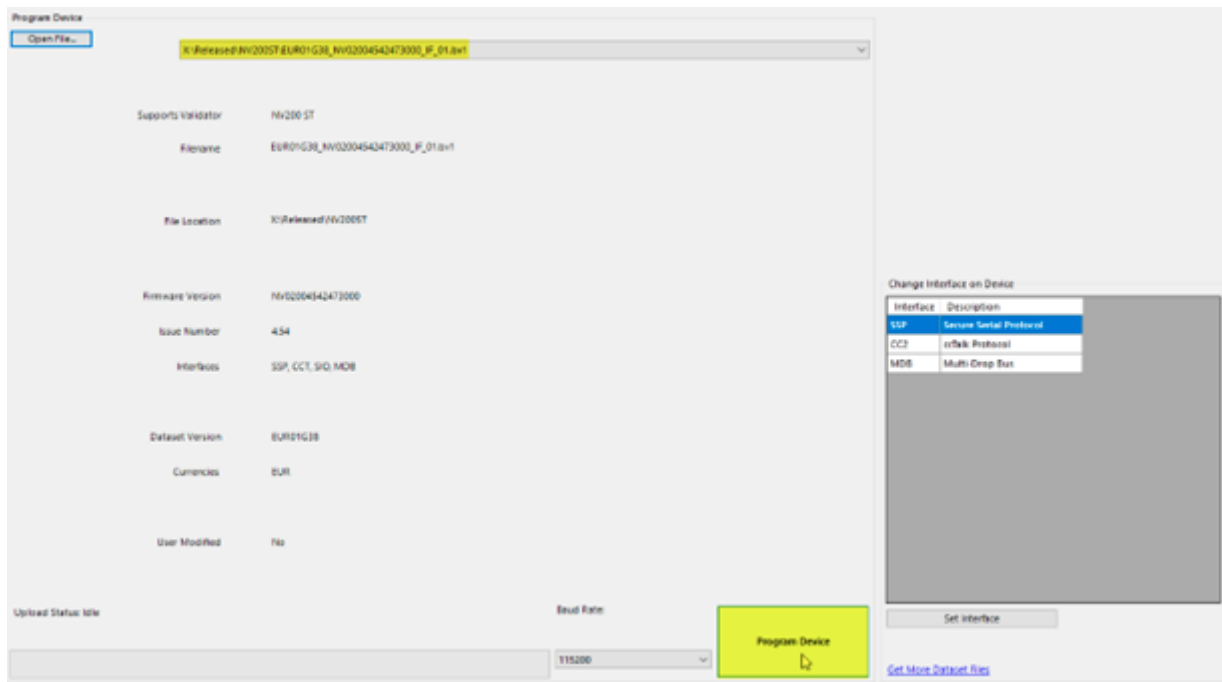 Program Device
Open File...
X:\Released\NV200ST\EUR01G38_NV02004542473000_IF_01.bv1
Supports Validator NV200 ST
Filename EUR01G38_NV02004542473000_IF_01.bv1
File Location X:\Released\NV200ST
Firmware Version NV02004542473000
Issue Number 4.54
Interfaces SSP, CCT, SIO, MDB
Dataset Version EUR01G38
Currencies EUR
User Modified No
Upload Status: Idle
Baud Rate:
115200
Program Device
Change Interface on Device
Interface Description
SSP Secure Serial Protocol
CC2 ccTalk Protocol
MDB Multi Drop Bus
Set Interface
Get More Dataset Files